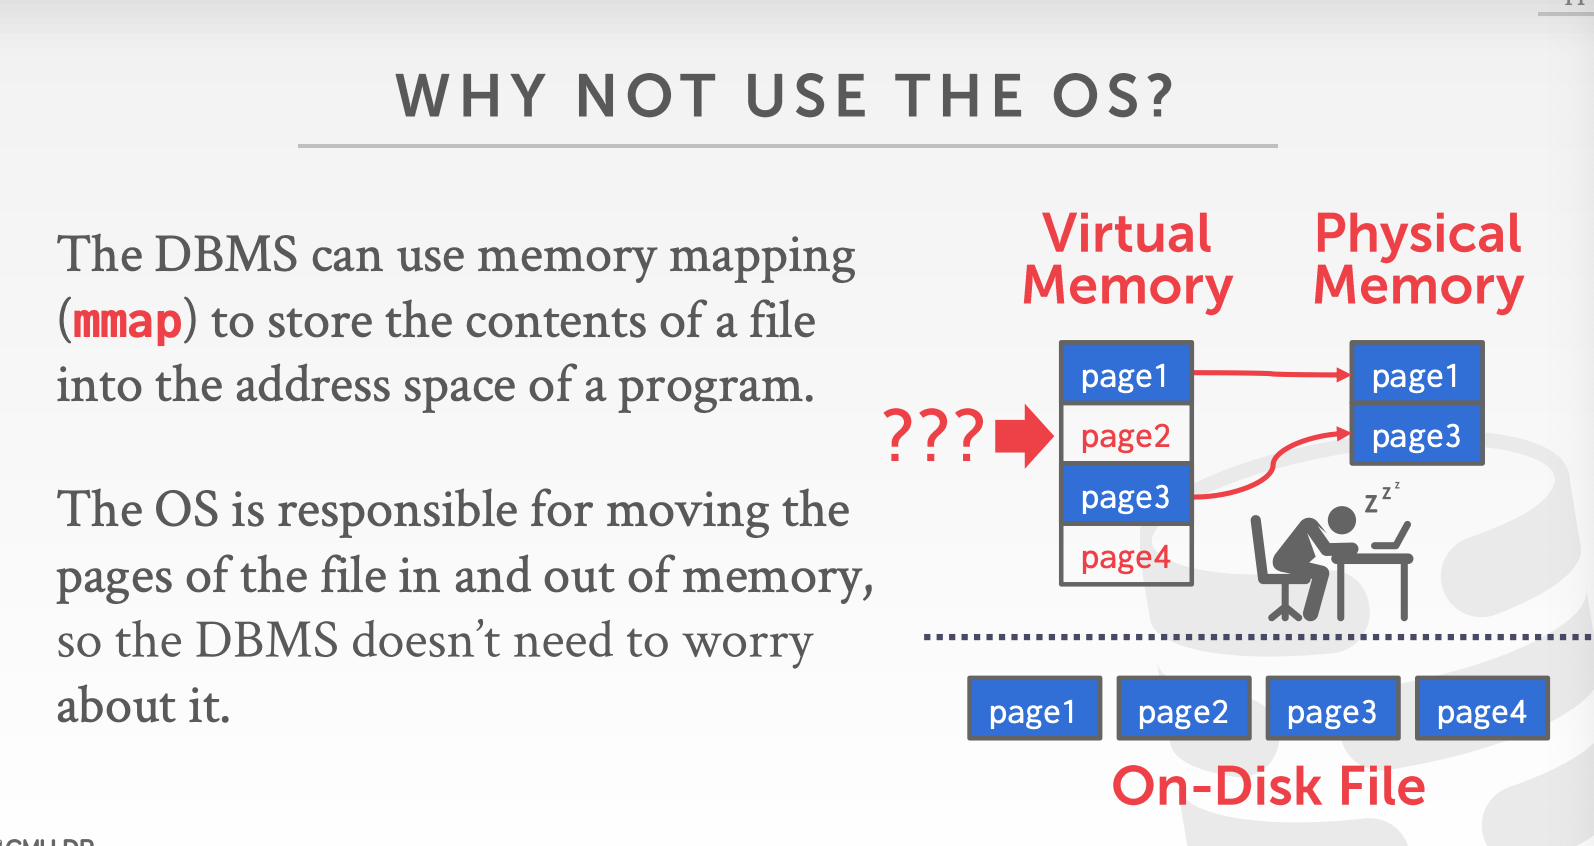 WHY NOT USE THE OS?
The DBMS can use memory mapping
(mmap) to store the contents of a file
into the address space of a program.
The OS is responsible for moving the
pages of the file in and out of memory,
so the DBMS doesn’t need to worry
about it.
Virtual
Memory
Physical
Memory
page1
page2
page3
page4
???
page1
page3
z z z
page1 page2 page3 page4
On-Disk File